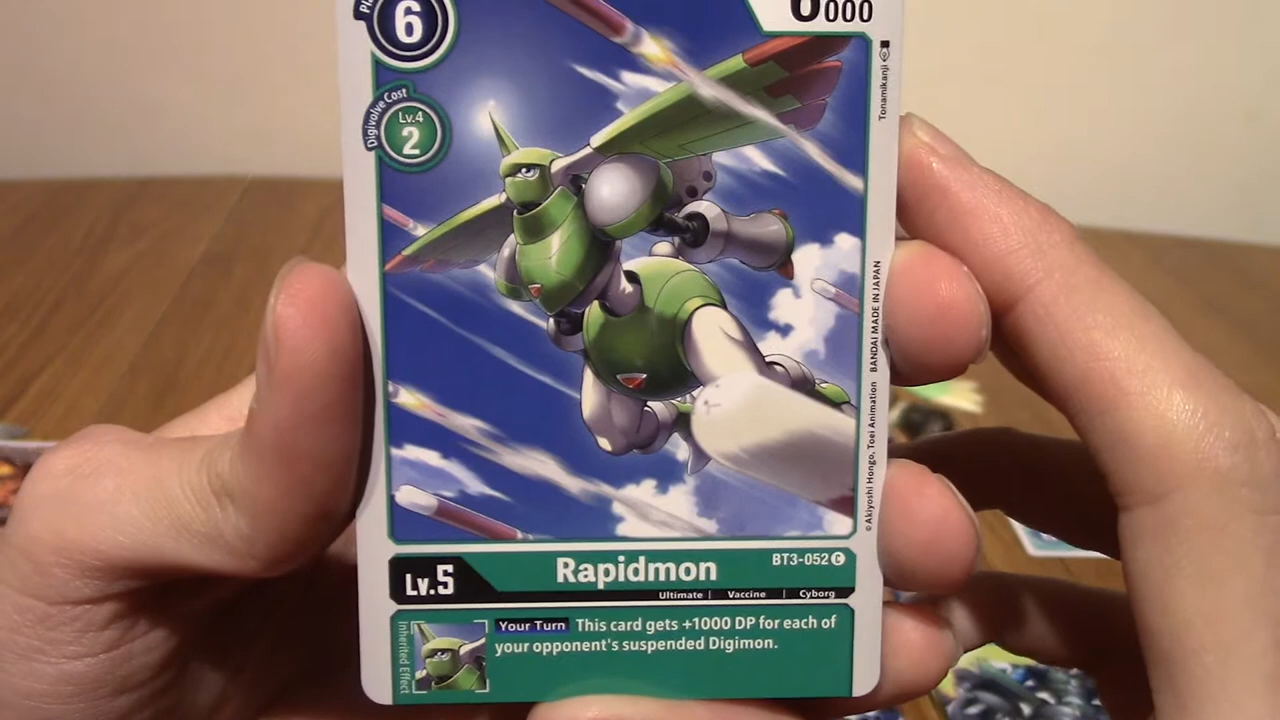 6
000
Digivolve Cost
Lv.4
2
Tonamikanji
©Akiyoshi Hongo, Toei Animation BANDAI MADE IN JAPAN
Lv.5
Rapidmon
BT3-052 C
Ultimate | Vaccine | Cyborg
Inherited Effect
Your Turn This card gets +1000 DP for each of
your opponent's suspended Digimon.